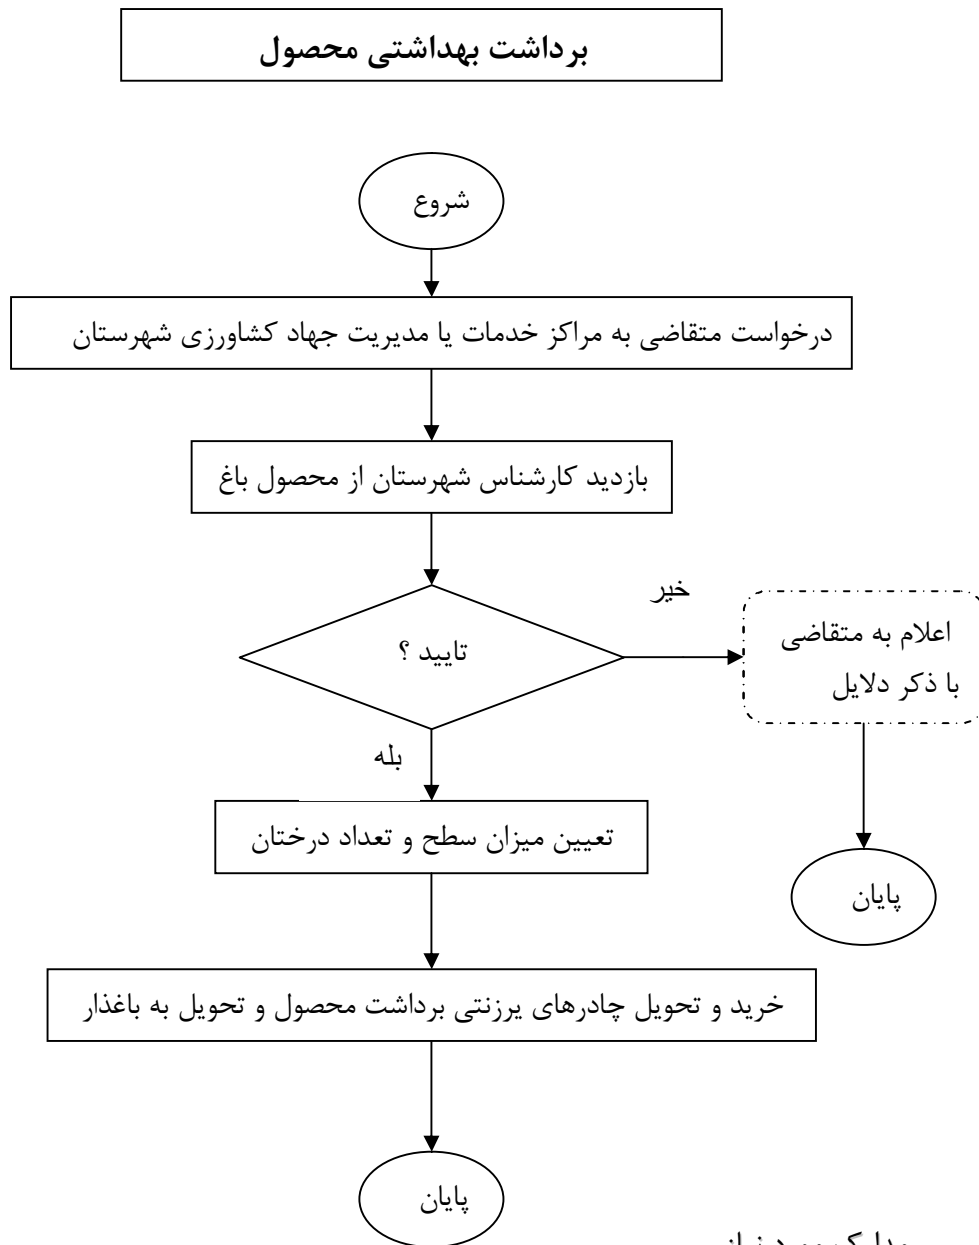 برداشت بهداشتی محصول
شروع
درخواست متقاضی به مراکز خدمات یا مدیریت جهاد کشاورزی شهرستان
بازدید کارشناس شهرستان از محصول باغ
تایید ؟
خیر
اعلام به متقاضی
با ذکر دلایل
بله
تعیین میزان سطح و تعداد درختان
پایان
خرید و تحویل چادرهای یرزنتی برداشت محصول و تحویل به باغذار
پایان